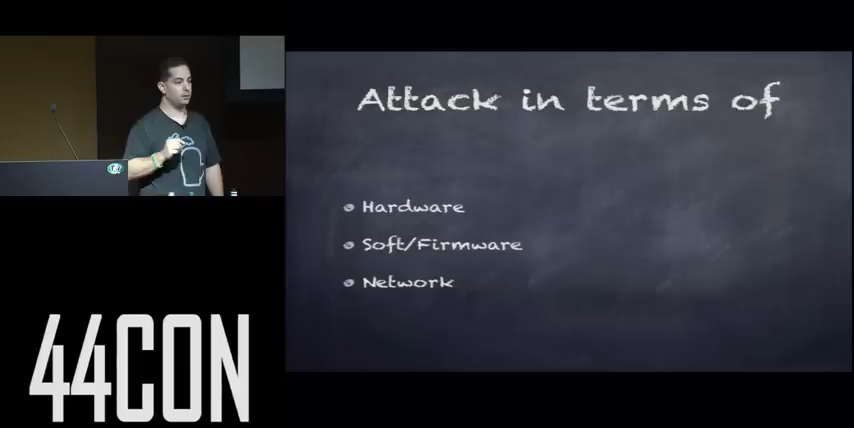 Attack in terms of
Hardware
Soft/Firmware
Network
44CON